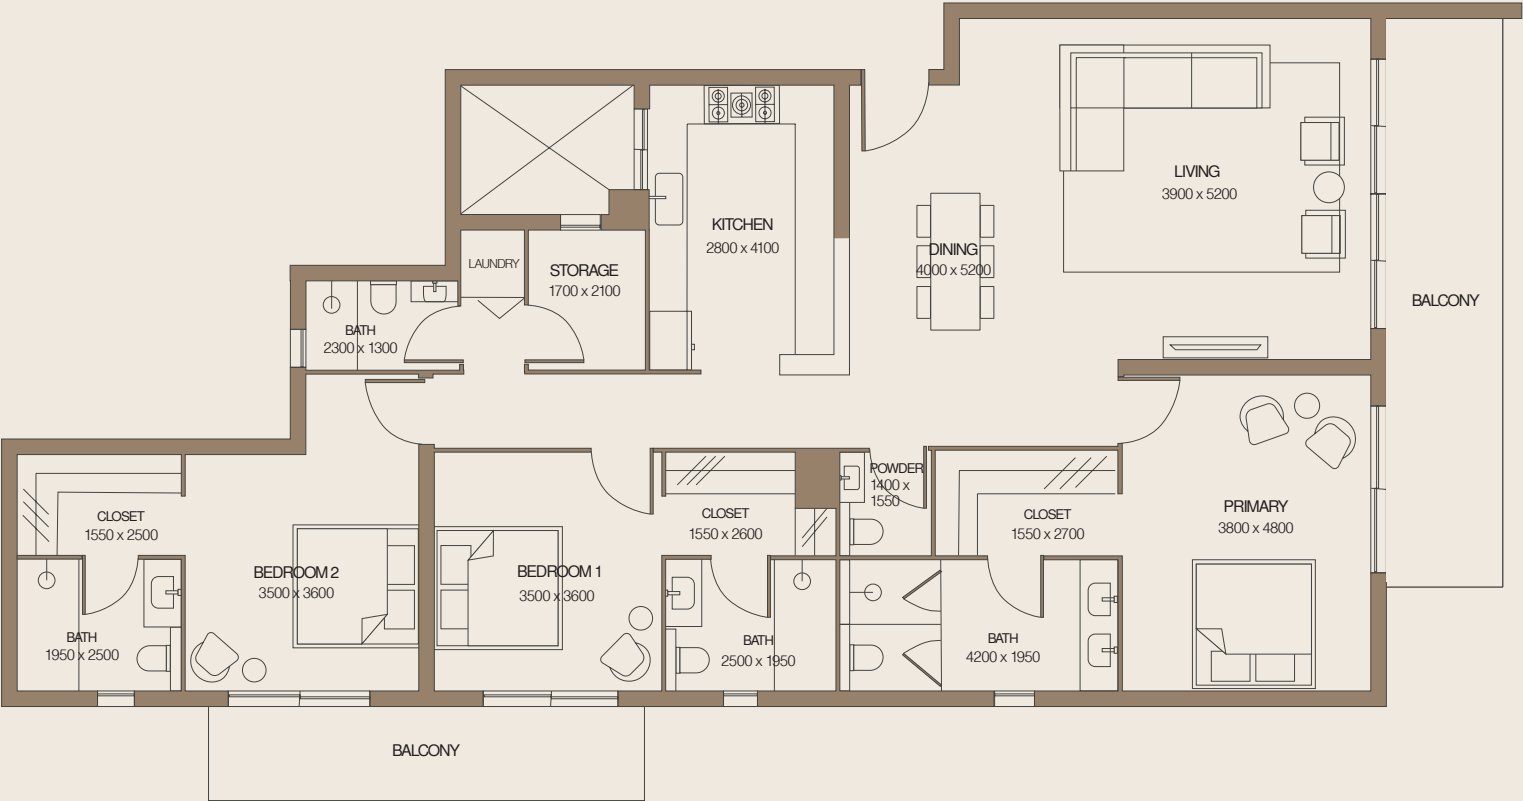 LIVING
3900 x 5200
KITCHEN
2800 x 4100
DINING
4000 x 5200
LAUNDRY
STORAGE
1700 x 2100
BALCONY
BATH
2300 x 1300
POWDER
1400 x
1550
CLOSET
1550 x 2500
CLOSET
1550 x 2600
CLOSET
1550 x 2700
PRIMARY
3800 x 4800
BEDROOM 2
3500 x 3600
BEDROOM 1
3500 x 3600
BATH
1950 x 2500
BATH
2500 x 1950
BATH
4200 x 1950
BALCONY